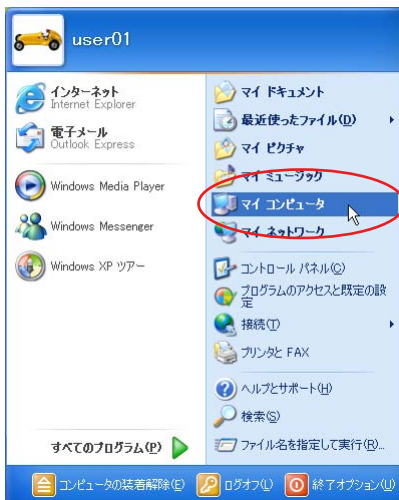 user01
インターネット
Internet Explorer
電子メール
Outlook Express
Windows Media Player
Windows Messenger
Windows XP ツアー
すべてのプログラム(P)
マイ ドキュメント
最近使ったファイル(D)
マイ ピクチャ
マイ ミュージック
マイ コンピュータ
マイ ネットワーク
コントロール パネル(C)
プログラムのアクセスと既定の設
定
接続(T)
プリンタと FAX
ヘルプとサポート(H)
検索(S)
ファイル名を指定して実行(R)...
コンピュータの装着解除(E)
ログオフ(L)
終了オプション(U)